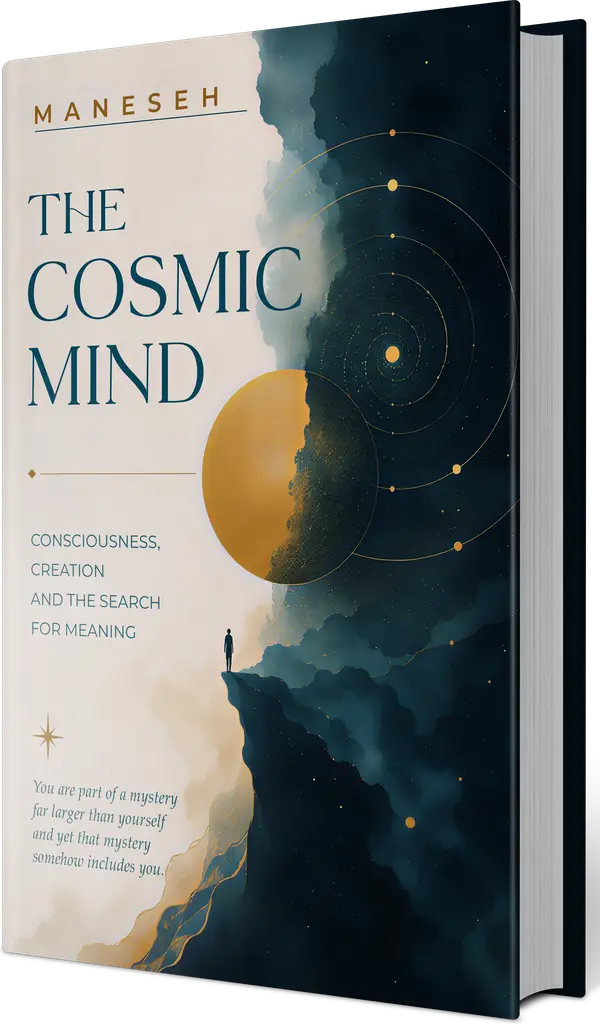 MANESEH
THE
COSMIC
MIND
CONSCIOUSNESS,
CREATION
AND THE SEARCH
FOR MEANING
You are part of a mystery
far larger than yourself
and yet that mystery
somehow includes you.